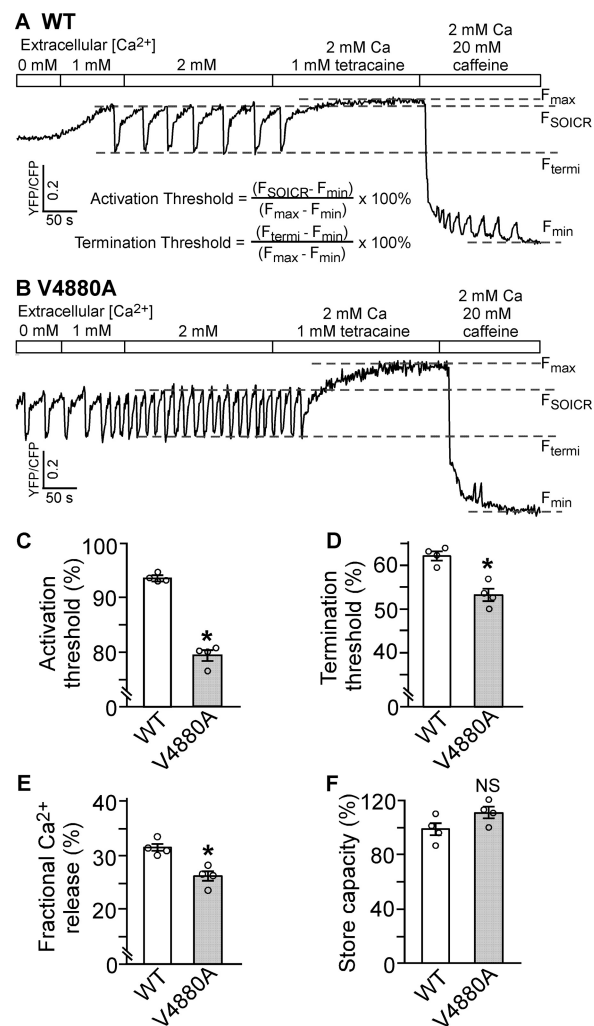 A WT
Extracellular [Ca²⁺]
0 mM 1 mM 2 mM
2 mM Ca
1 mM tetracaine
2 mM Ca
20 mM
caffeine
Fmax
FSOICR
Ftermi
Fmin
YFP/CFP
0.2
50 s
Activation Threshold = (FSOICR- Fmin) / (Fmax - Fmin) x 100%
Termination Threshold = (Ftermi - Fmin) / (Fmax - Fmin) x 100%
B V4880A
Extracellular [Ca²⁺]
0 mM 1 mM 2 mM
2 mM Ca
1 mM tetracaine
2 mM Ca
20 mM
caffeine
Fmax
FSOICR
Ftermi
Fmin
YFP/CFP
0.2
50 s
C
Activation
threshold (%)
100
90
80
0
*
WT
V4880A
D
Termination
threshold (%)
60
50
40
0
*
WT
V4880A
E
Fractional Ca²⁺
release (%)
40
30
20
0
*
WT
V4880A
F
Store capacity (%)
120
80
40
0
NS
WT
V4880A